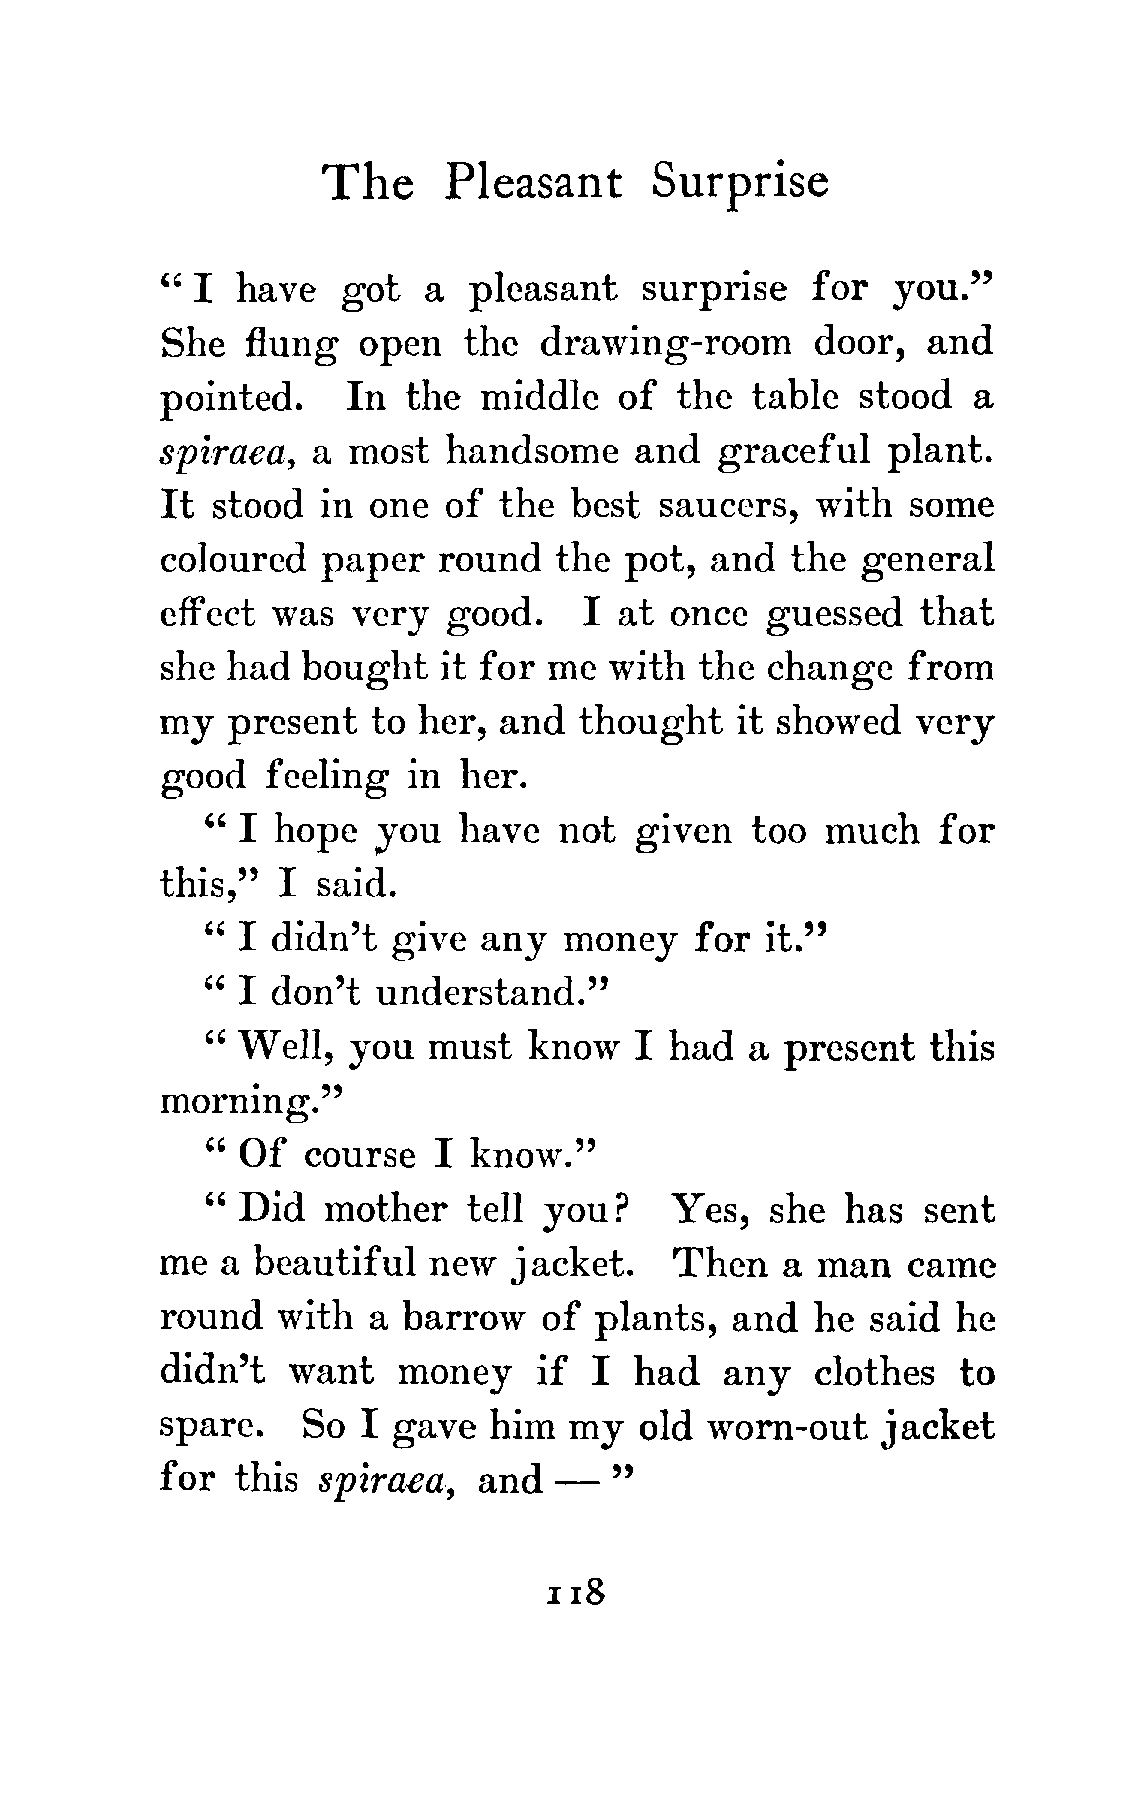 The Pleasant Surprise
“ I have got a pleasant surprise for you.”
She flung open the drawing-room door, and
pointed. In the middle of the table stood a
spiraea, a most handsome and graceful plant.
It stood in one of the best saucers, with some
coloured paper round the pot, and the general
effect was very good. I at once guessed that
she had bought it for me with the change from
my present to her, and thought it showed very
good feeling in her.
“ I hope you have not given too much for
this,” I said.
“ I didn’t give any money for it.”
“ I don’t understand.”
“ Well, you must know I had a present this
morning.”
“ Of course I know.”
“ Did mother tell you? Yes, she has sent
me a beautiful new jacket. Then a man came
round with a barrow of plants, and he said he
didn’t want money if I had any clothes to
spare. So I gave him my old worn-out jacket
for this spiraea, and — ”
118